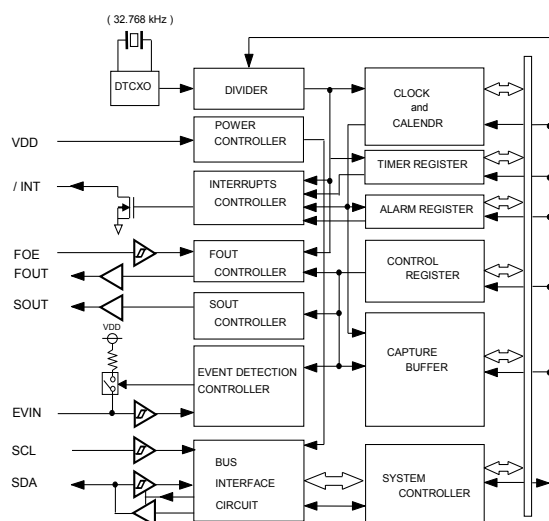 ( 32.768 kHz )
DTCXO
DIVIDER
CLOCK
and
CALENDR
VDD
POWER
CONTROLLER
TIMER REGISTER
/ INT
INTERRUPTS
CONTROLLER
ALARM REGISTER
FOE
FOUT
FOUT
CONTROLLER
CONTROL
REGISTER
SOUT
SOUT
CONTROLLER
VDD
EVENT DETECTION
CONTROLLER
CAPTURE
BUFFER
EVIN
SCL
SDA
BUS
INTERFACE
CIRCUIT
SYSTEM
CONTROLLER